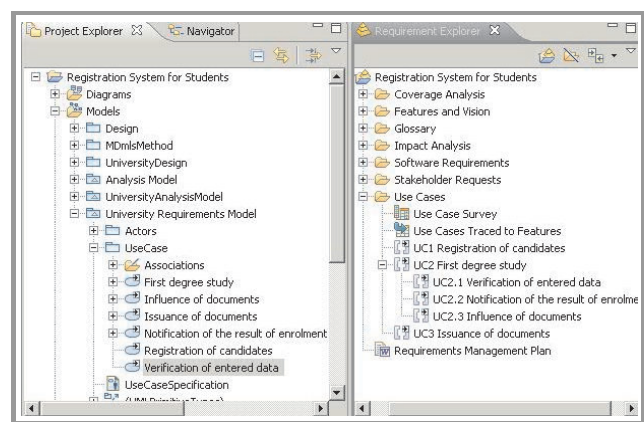 Project Explorer
Navigator
Registration System for Students
Diagrams
Models
Design
MDmlsMethod
UniversityDesign
Analysis Model
UniversityAnalysisModel
University Requirements Model
Actors
UseCase
Associations
First degree study
Influence of documents
Issuance of documents
Notification of the result of enrolment
Registration of candidates
Verification of entered data
UseCaseSpecification
Requirement Explorer
Registration System for Students
Coverage Analysis
Features and Vision
Glossary
Impact Analysis
Software Requirements
Stakeholder Requests
Use Cases
Use Case Survey
Use Cases Traced to Features
UC1 Registration of candidates
UC2 First degree study
UC2.1 Verification of entered data
UC2.2 Notification of the result of enrolme
UC2.3 Influence of documents
UC3 Issuance of documents
Requirements Management Plan